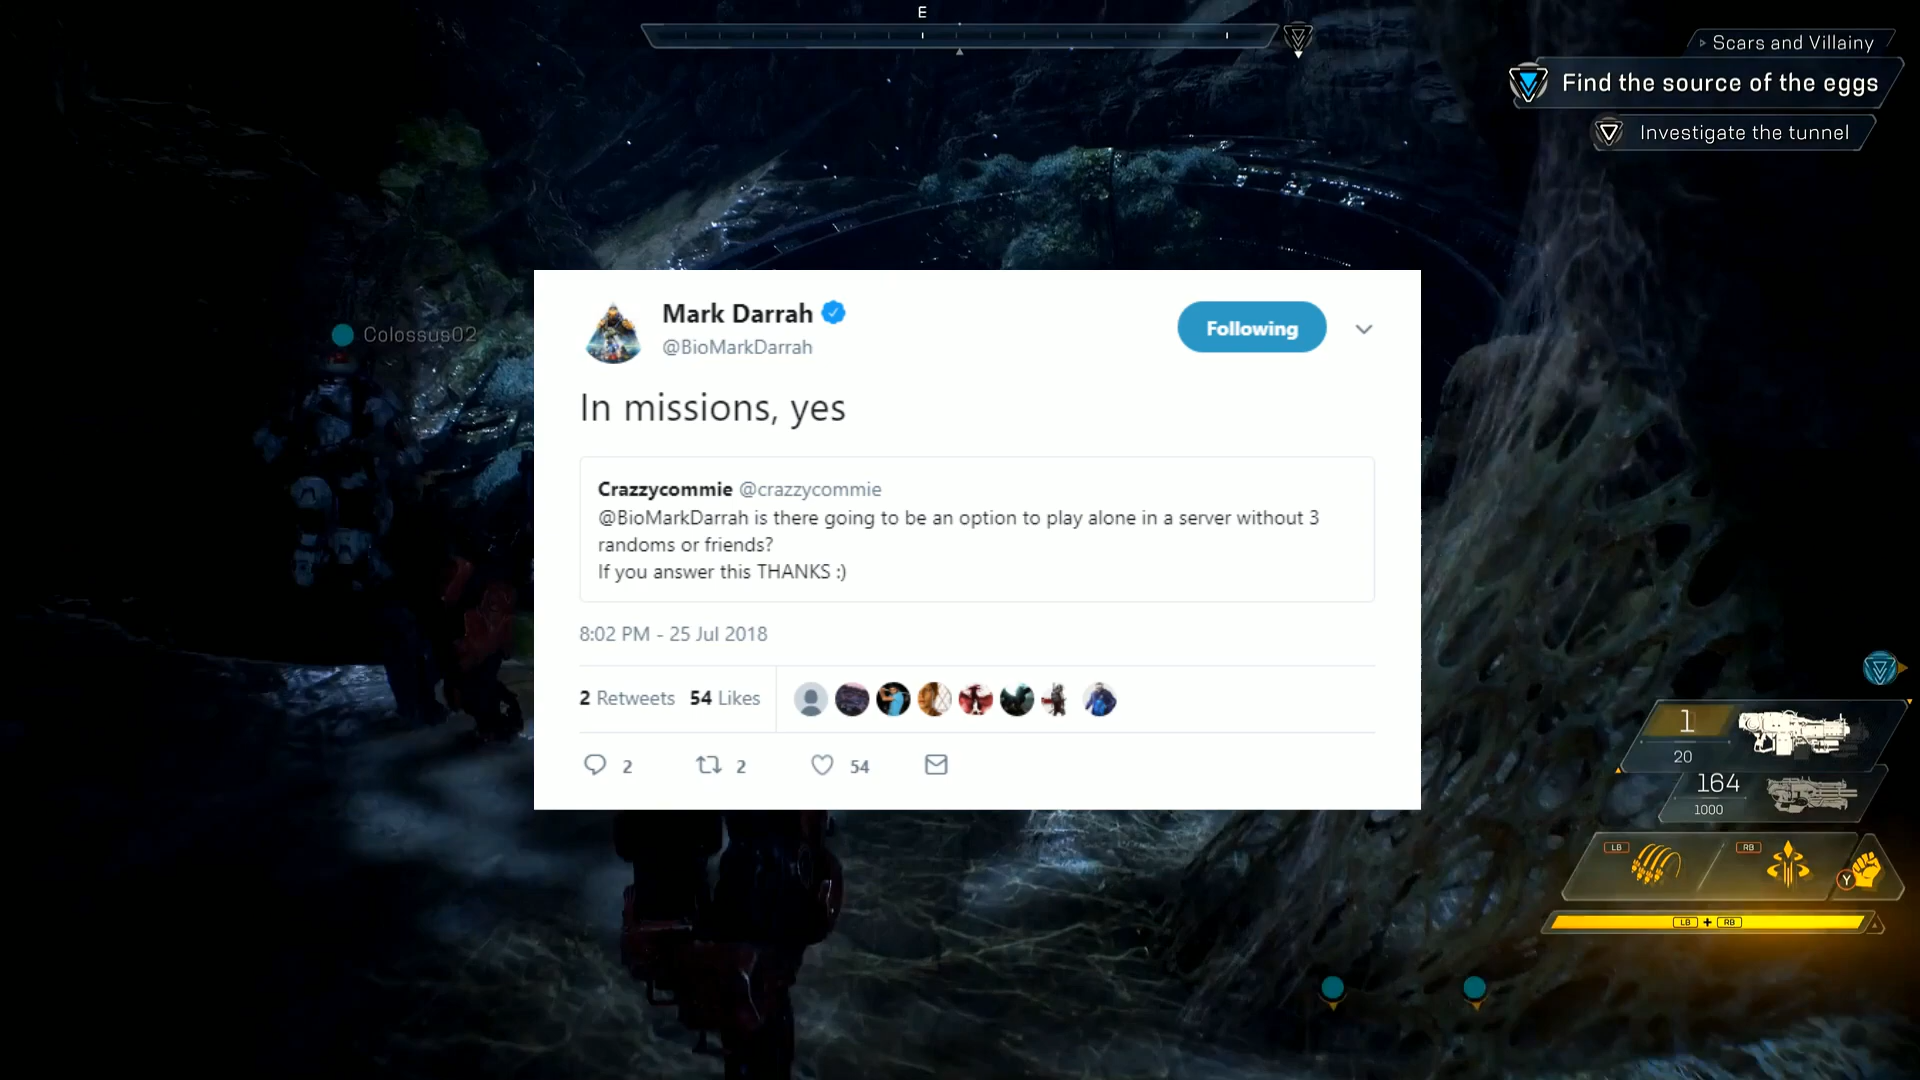 E
Scars and Villainy
Find the source of the eggs
Investigate the tunnel
Colossus02
Mark Darrah
@BioMarkDarrah
Following
In missions, yes
Crazzycommie @crazzycommie
@BioMarkDarrah is there going to be an option to play alone in a server without 3
randoms or friends?
If you answer this THANKS :)
8:02 PM - 25 Jul 2018
2 Retweets 54 Likes
2 2 54
1
20
164
1000
LB RB Y
LB + RB